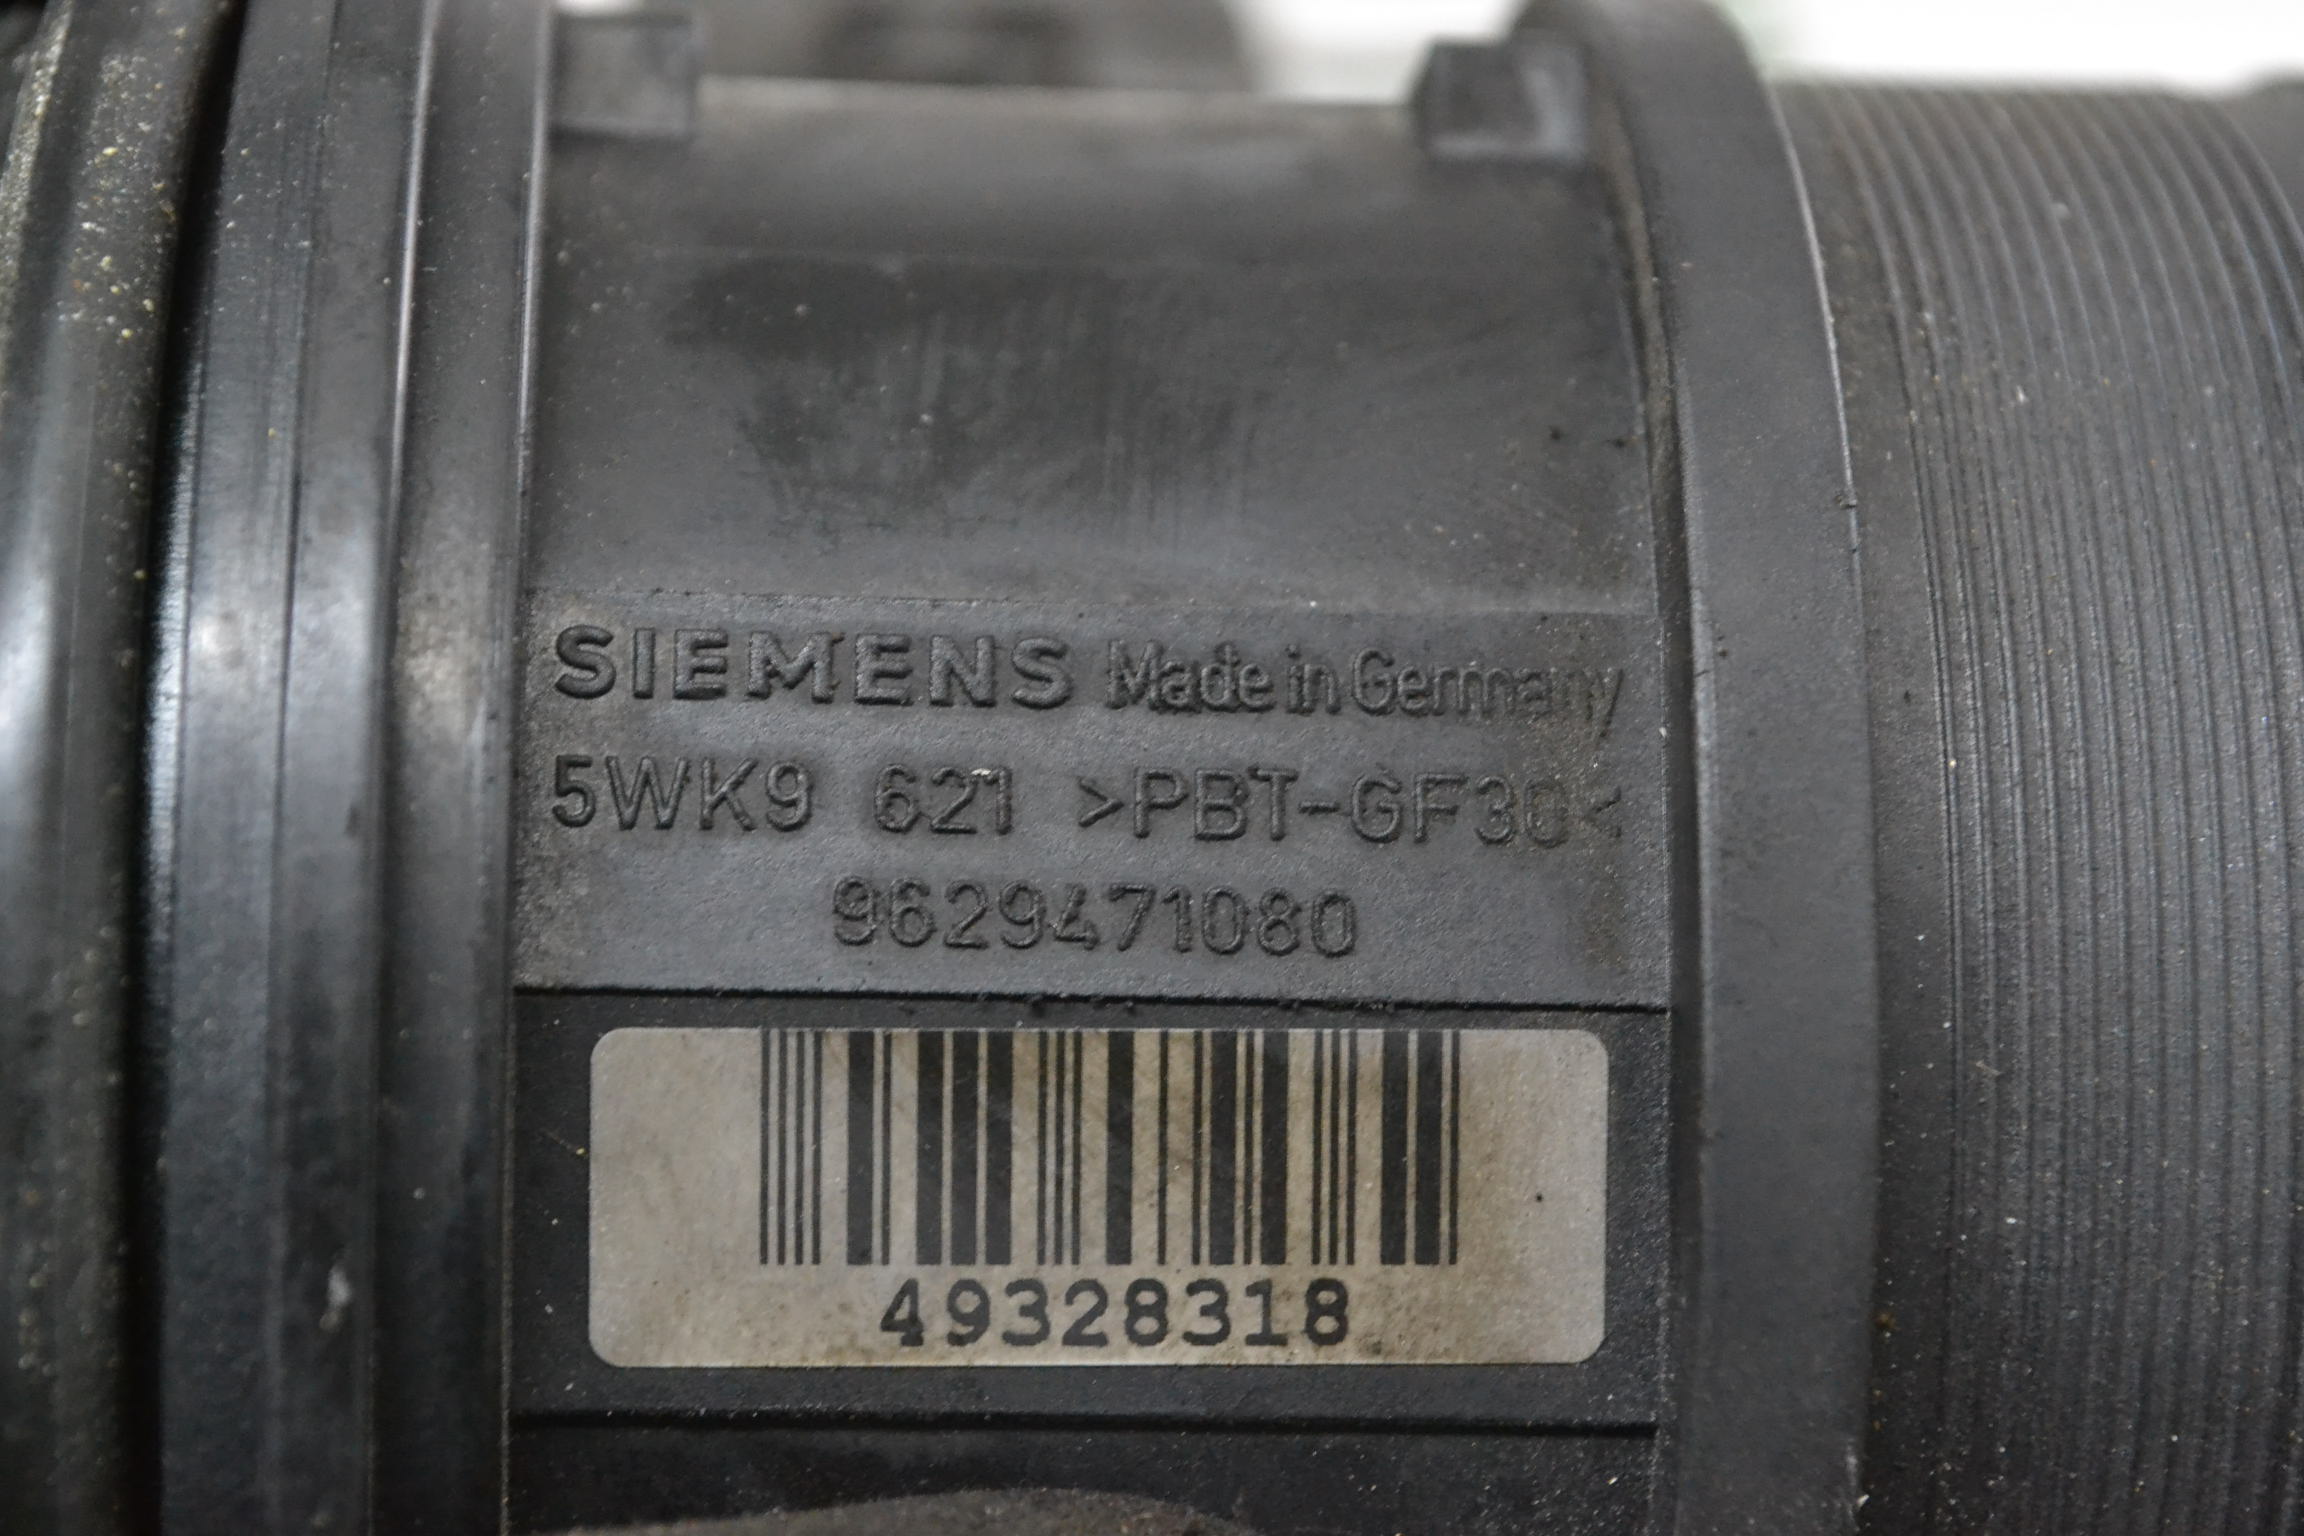 SIEMENS Made in Germany
5WK9 621 >PBT-GF30<
9629471080
49328318